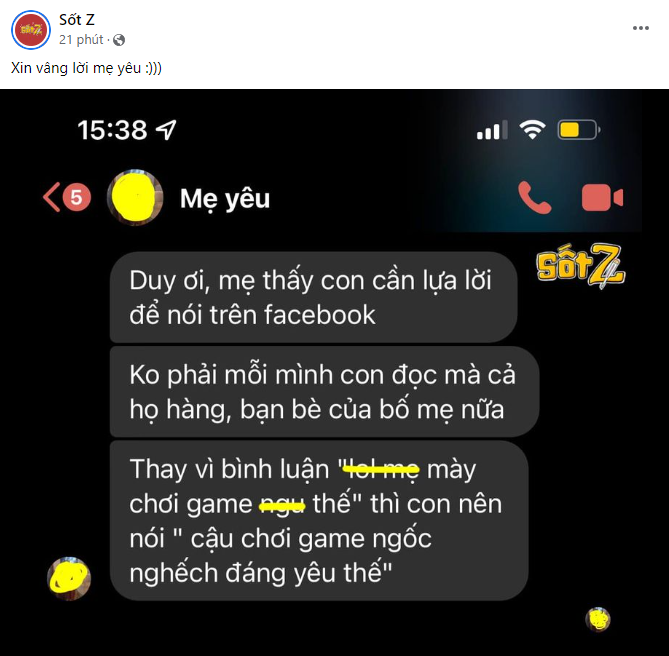 Sốt Z
21 phút ·
Xin vâng lời mẹ yêu :)))
15:38
5
Mẹ yêu
sốtZ
Duy ơi, mẹ thấy con cần lựa lời
để nói trên facebook
Ko phải mỗi mình con đọc mà cả
họ hàng, bạn bè của bố mẹ nữa
Thay vì bình luận "lol mẹ mày
chơi game ngu thế" thì con nên
nói " cậu chơi game ngốc
nghếch đáng yêu thế"